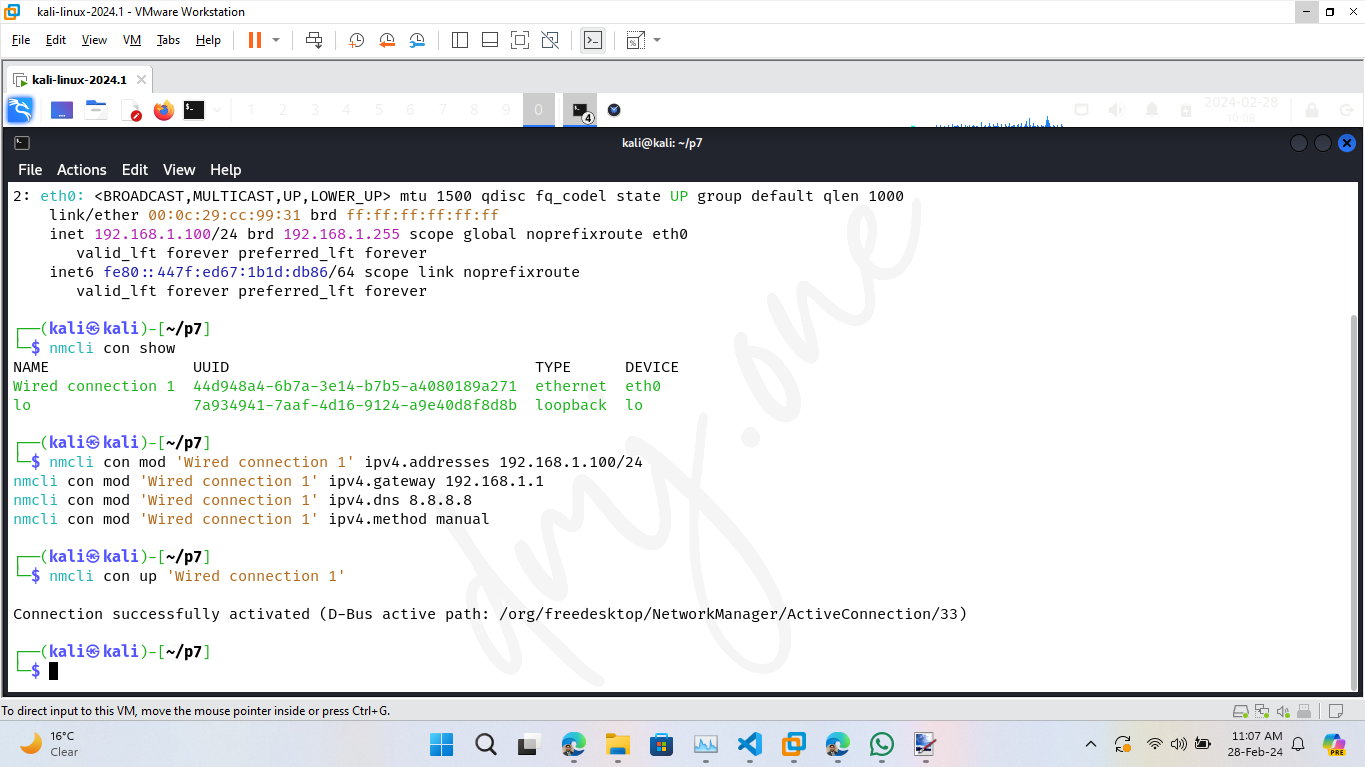 kali-linux-2024.1 - VMware Workstation
File Edit View VM Tabs Help
kali-linux-2024.1
1 2 3 4 5 6 7 8 9 0 4 2024-02-28
10:08
kali@kali: ~/p7
File Actions Edit View Help
2: eth0: <BROADCAST,MULTICAST,UP,LOWER_UP> mtu 1500 qdisc fq_codel state UP group default qlen 1000
link/ether 00:0c:29:cc:99:31 brd ff:ff:ff:ff:ff:ff
inet 192.168.1.100/24 brd 192.168.1.255 scope global noprefixroute eth0
valid_lft forever preferred_lft forever
inet6 fe80::447f:ed67:1b1d:db86/64 scope link noprefixroute
valid_lft forever preferred_lft forever
┌──(kali㉿kali)-[~/p7]
└─$ nmcli con show
NAME UUID TYPE DEVICE
Wired connection 1 44d948a4-6b7a-3e14-b7b5-a4080189a271 ethernet eth0
lo 7a934941-7aaf-4d16-9124-a9e40d8f8d8b loopback lo
┌──(kali㉿kali)-[~/p7]
└─$ nmcli con mod 'Wired connection 1' ipv4.addresses 192.168.1.100/24
nmcli con mod 'Wired connection 1' ipv4.gateway 192.168.1.1
nmcli con mod 'Wired connection 1' ipv4.dns 8.8.8.8
nmcli con mod 'Wired connection 1' ipv4.method manual
┌──(kali㉿kali)-[~/p7]
└─$ nmcli con up 'Wired connection 1'
Connection successfully activated (D-Bus active path: /org/freedesktop/NetworkManager/ActiveConnection/33)
┌──(kali㉿kali)-[~/p7]
└─$
dmj.one
To direct input to this VM, move the mouse pointer inside or press Ctrl+G.
16°C
Clear
11:07 AM
28-Feb-24
PRE